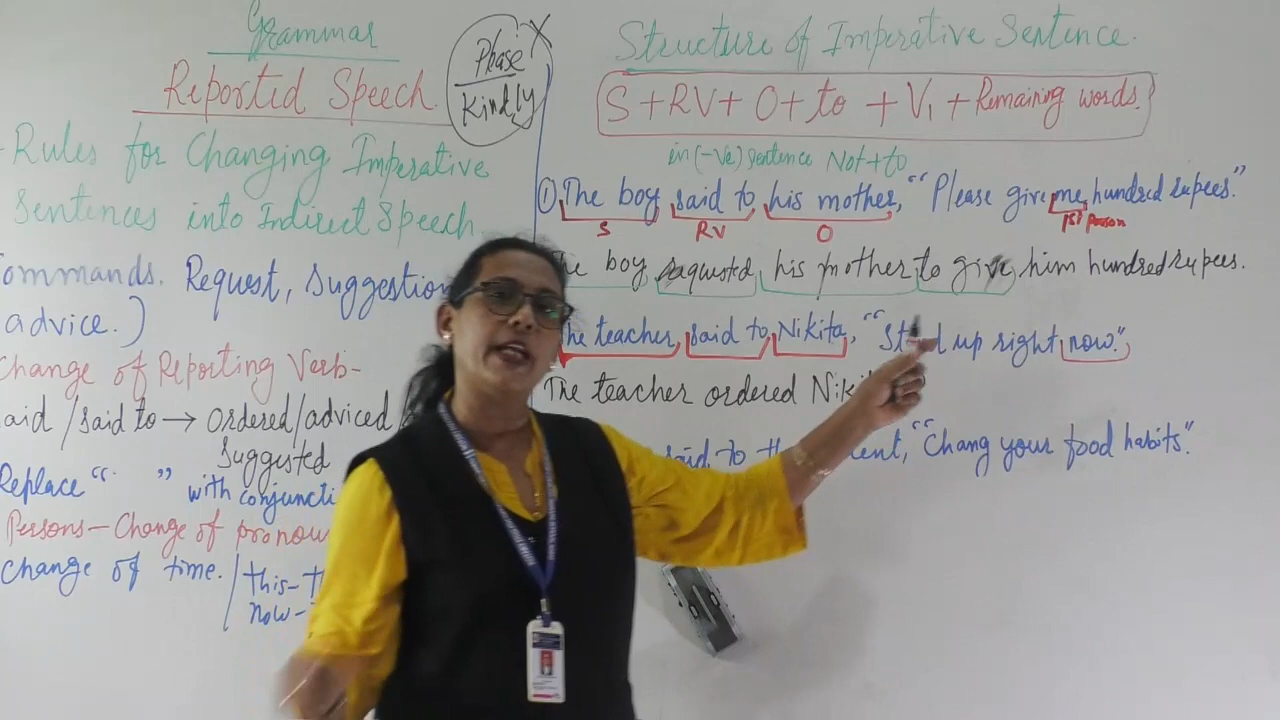 Grammar
Reported Speech.
Phase
Kindly
X
- Rules for Changing Imperative
Sentences into Indirect Speech.
ommands. Request, Suggestion
advice.)
Change of Reporting Verb-
aid / said to → ordered/adviced/
Suggested
Replace “ ” with conjuncti
Persons - Change of pronou
Change of time. / this-
now-
Structure of Imperative Sentence.
S + RV + O + to + V1 + Remaining words.
in (-ve) sentence Not + to
① The boy said to his mother, “Please give me hundred rupees.”
S RV O 1st Person
The boy requested his mother to give him hundred rupees.
The teacher said to Nikita, “Stand up right now.”
The teacher ordered Niki
said to the ent, “Chang your food habits”.